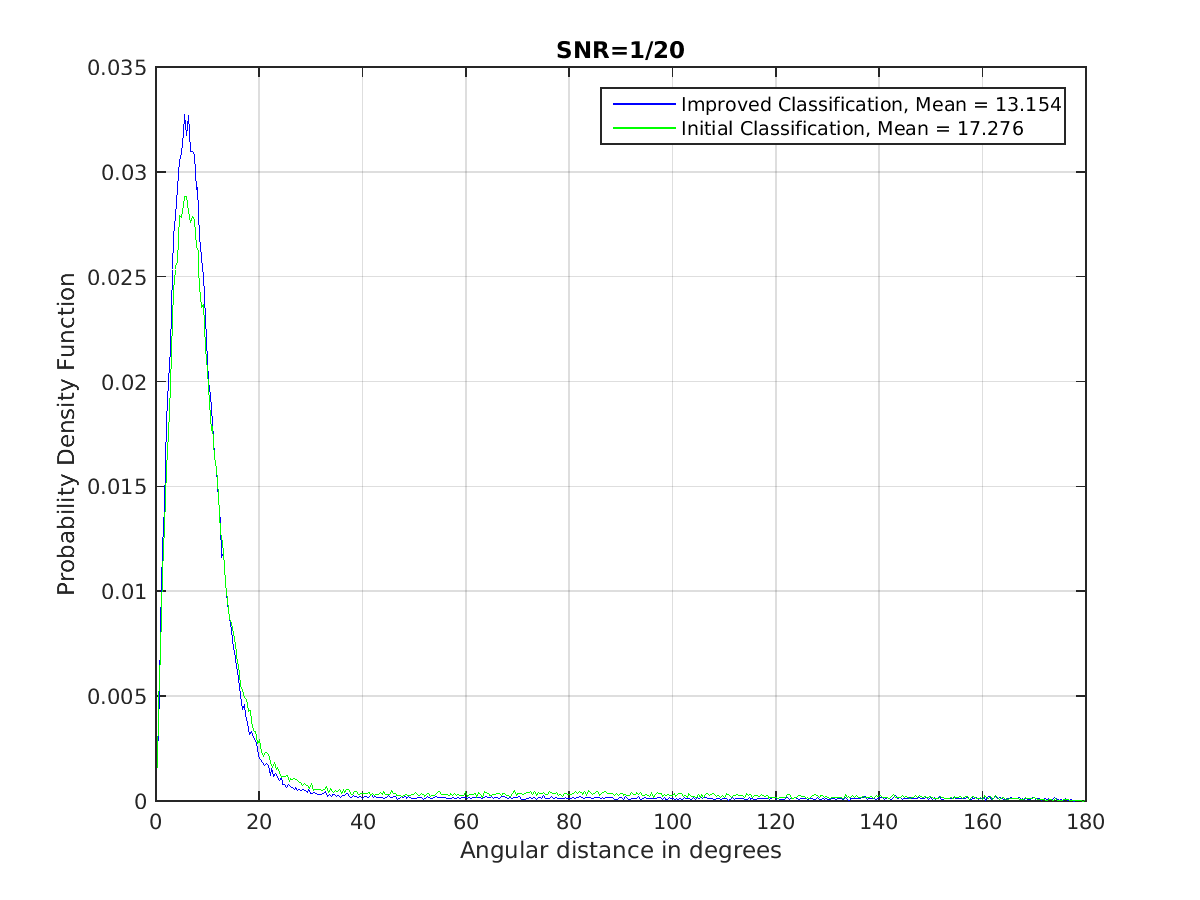 SNR=1/20
Improved Classification, Mean = 13.154
Initial Classification, Mean = 17.276
Probability Density Function
0.035
0.03
0.025
0.02
0.015
0.01
0.005
0
0 20 40 60 80 100 120 140 160 180
Angular distance in degrees